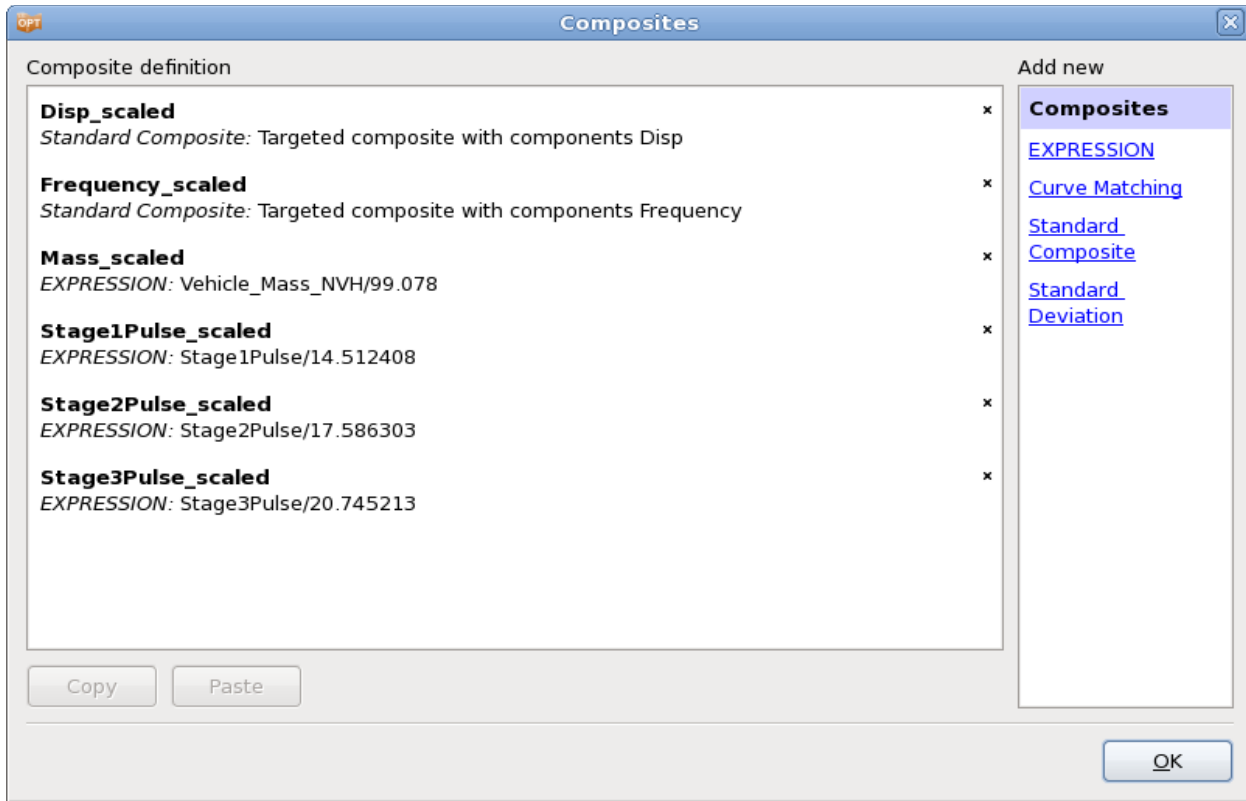 OPT
Composites
Composite definition
Add new
Disp_scaled
Standard Composite: Targeted composite with components Disp
Frequency_scaled
Standard Composite: Targeted composite with components Frequency
Mass_scaled
EXPRESSION: Vehicle_Mass_NVH/99.078
Stage1Pulse_scaled
EXPRESSION: Stage1Pulse/14.512408
Stage2Pulse_scaled
EXPRESSION: Stage2Pulse/17.586303
Stage3Pulse_scaled
EXPRESSION: Stage3Pulse/20.745213
Composites
EXPRESSION
Curve Matching
Standard
Composite
Standard
Deviation
Copy
Paste
OK